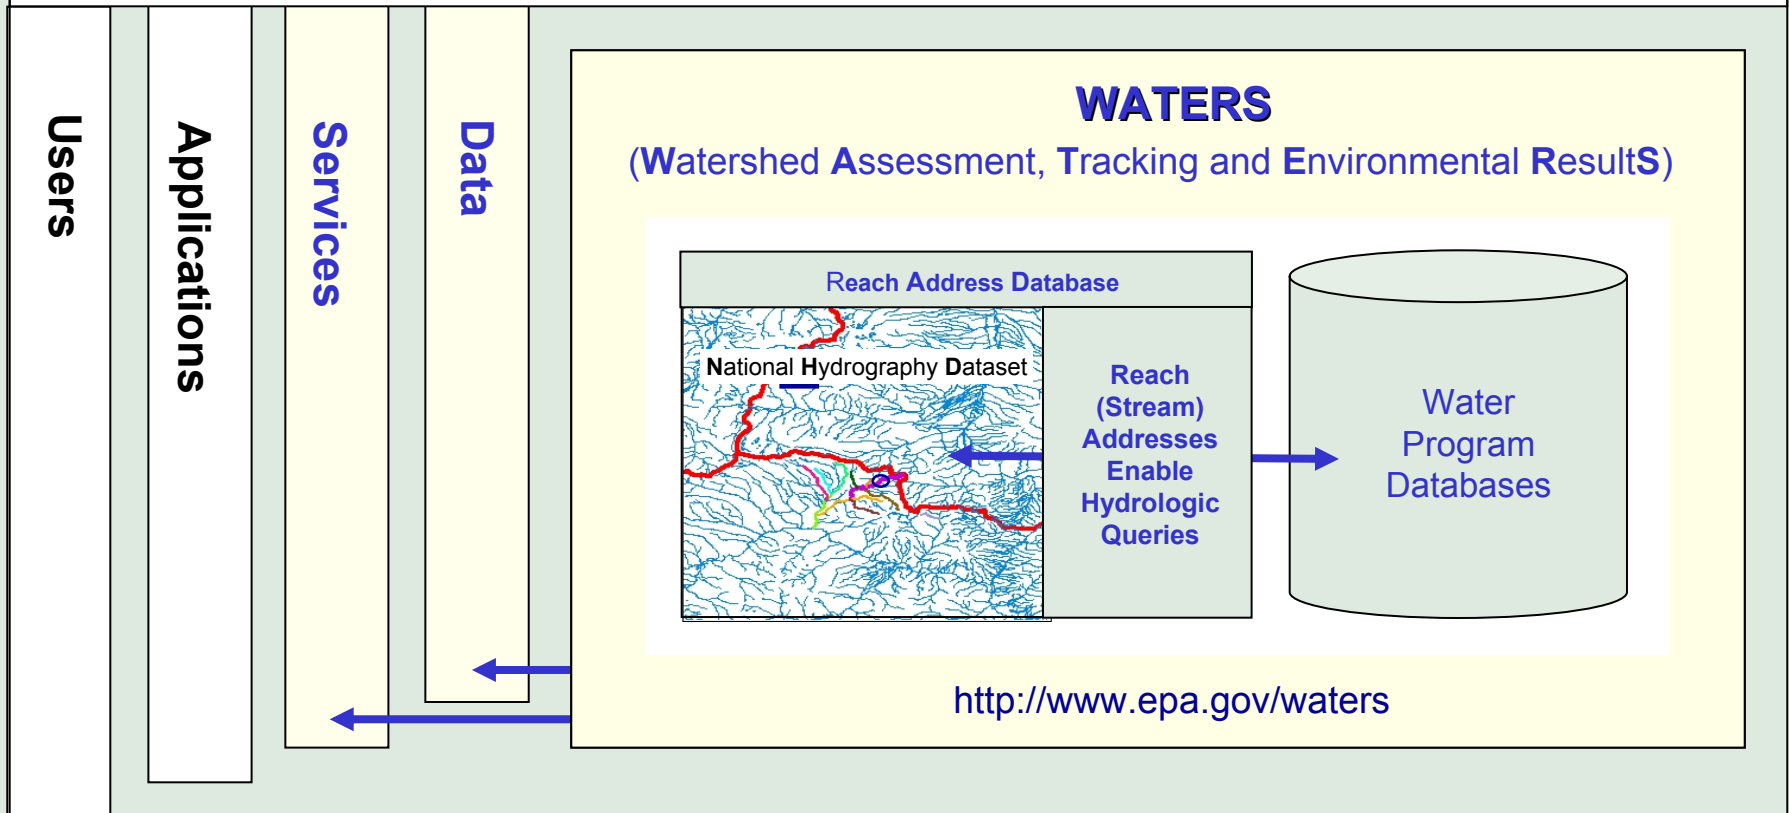 Users
Applications
Services
Data
WATERS
(Watershed Assessment, Tracking and Environmental ResultS)
Reach Address Database
National Hydrography Dataset
Reach
(Stream)
Addresses
Enable
Hydrologic
Queries
Water
Program
Databases
http://www.epa.gov/waters